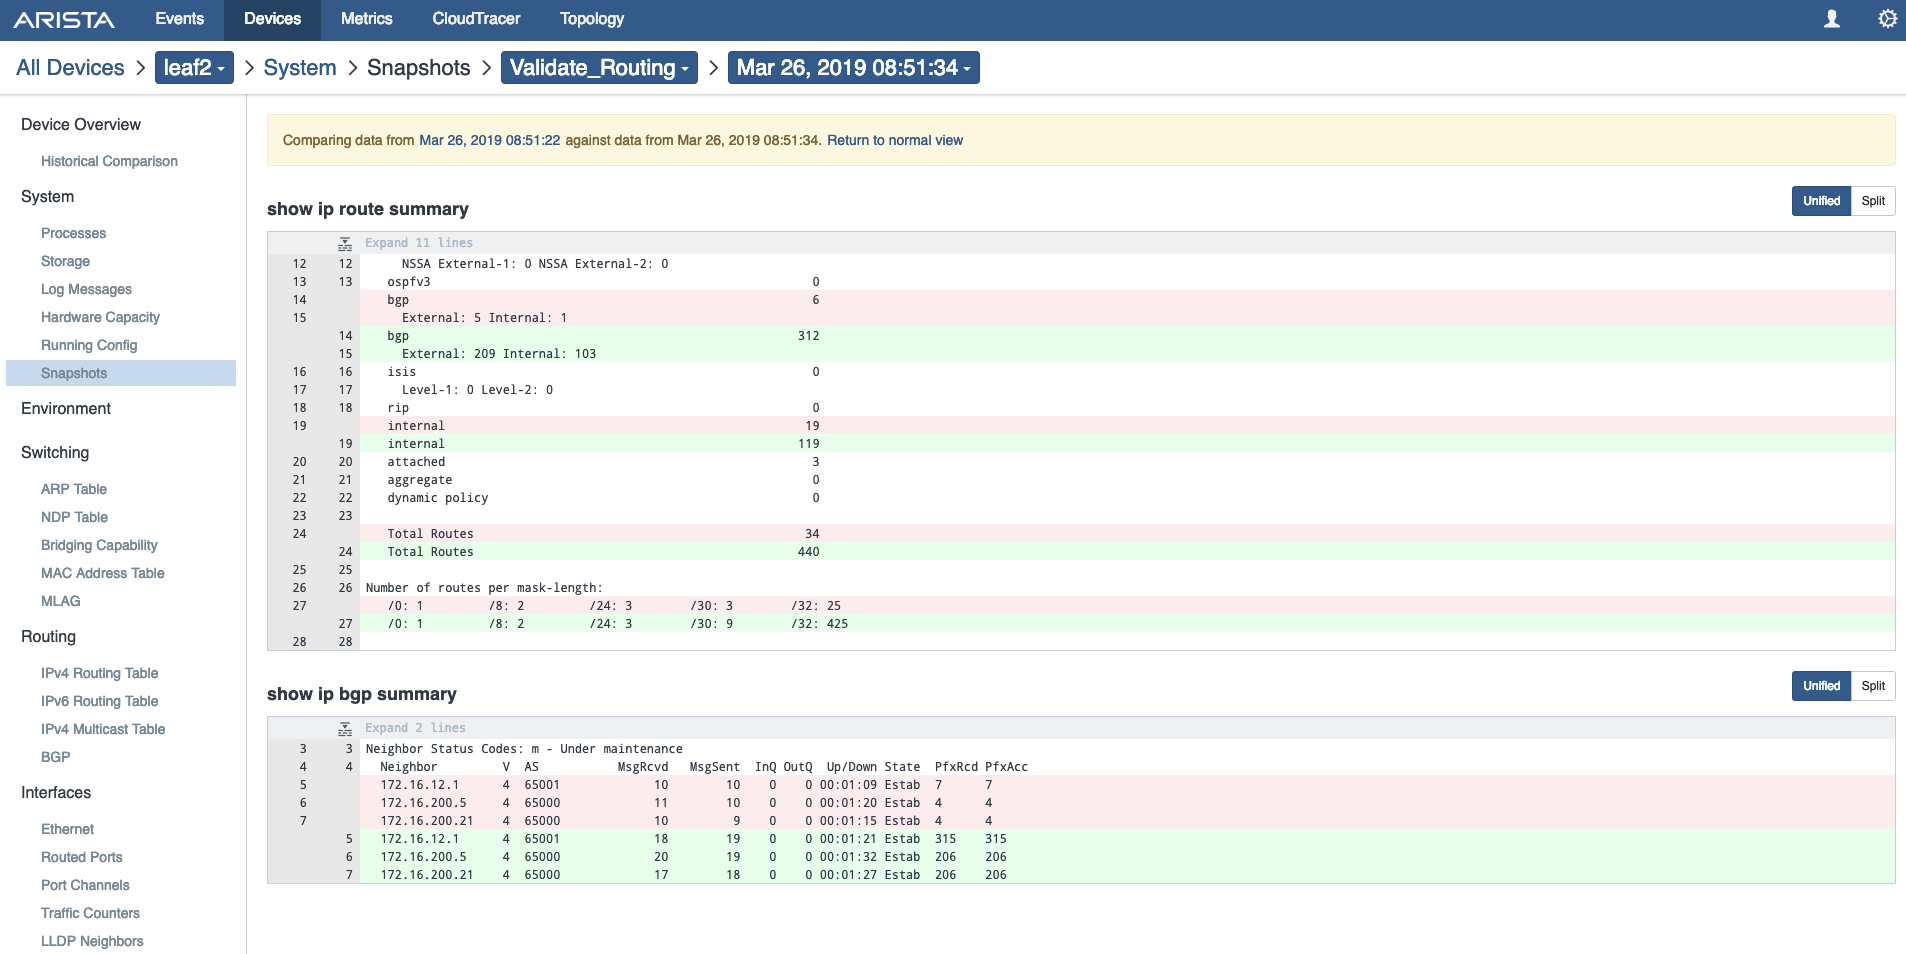 ARISTA Events Devices Metrics CloudTracer Topology
All Devices > leaf2 > System > Snapshots > Validate_Routing > Mar 26, 2019 08:51:34
Device Overview
Historical Comparison
System
Processes
Storage
Log Messages
Hardware Capacity
Running Config
Snapshots
Environment
Switching
ARP Table
NDP Table
Bridging Capability
MAC Address Table
MLAG
Routing
IPv4 Routing Table
IPv6 Routing Table
IPv4 Multicast Table
BGP
Interfaces
Ethernet
Routed Ports
Port Channels
Traffic Counters
LLDP Neighbors
Comparing data from Mar 26, 2019 08:51:22 against data from Mar 26, 2019 08:51:34. Return to normal view
show ip route summary Unified Split
Expand 11 lines
12 12 NSSA External-1: 0 NSSA External-2: 0
13 13 ospfv3 0
14 bgp 6
15 External: 5 Internal: 1
14 bgp 312
15 External: 209 Internal: 103
16 16 isis 0
17 17 Level-1: 0 Level-2: 0
18 18 rip 0
19 internal 19
19 internal 119
20 20 attached 3
21 21 aggregate 0
22 22 dynamic policy 0
23 23
24 Total Routes 34
24 Total Routes 440
25 25
26 26 Number of routes per mask-length:
27 /0: 1 /8: 2 /24: 3 /30: 3 /32: 25
27 /0: 1 /8: 2 /24: 3 /30: 9 /32: 425
28 28
show ip bgp summary Unified Split
Expand 2 lines
3 3 Neighbor Status Codes: m - Under maintenance
4 4 Neighbor V AS MsgRcvd MsgSent InQ OutQ Up/Down State PfxRcd PfxAcc
5 172.16.12.1 4 65001 10 10 0 0 00:01:09 Estab 7 7
6 172.16.200.5 4 65000 11 10 0 0 00:01:20 Estab 4 4
7 172.16.200.21 4 65000 10 9 0 0 00:01:15 Estab 4 4
5 172.16.12.1 4 65001 18 19 0 0 00:01:21 Estab 315 315
6 172.16.200.5 4 65000 20 19 0 0 00:01:32 Estab 206 206
7 172.16.200.21 4 65000 17 18 0 0 00:01:27 Estab 206 206